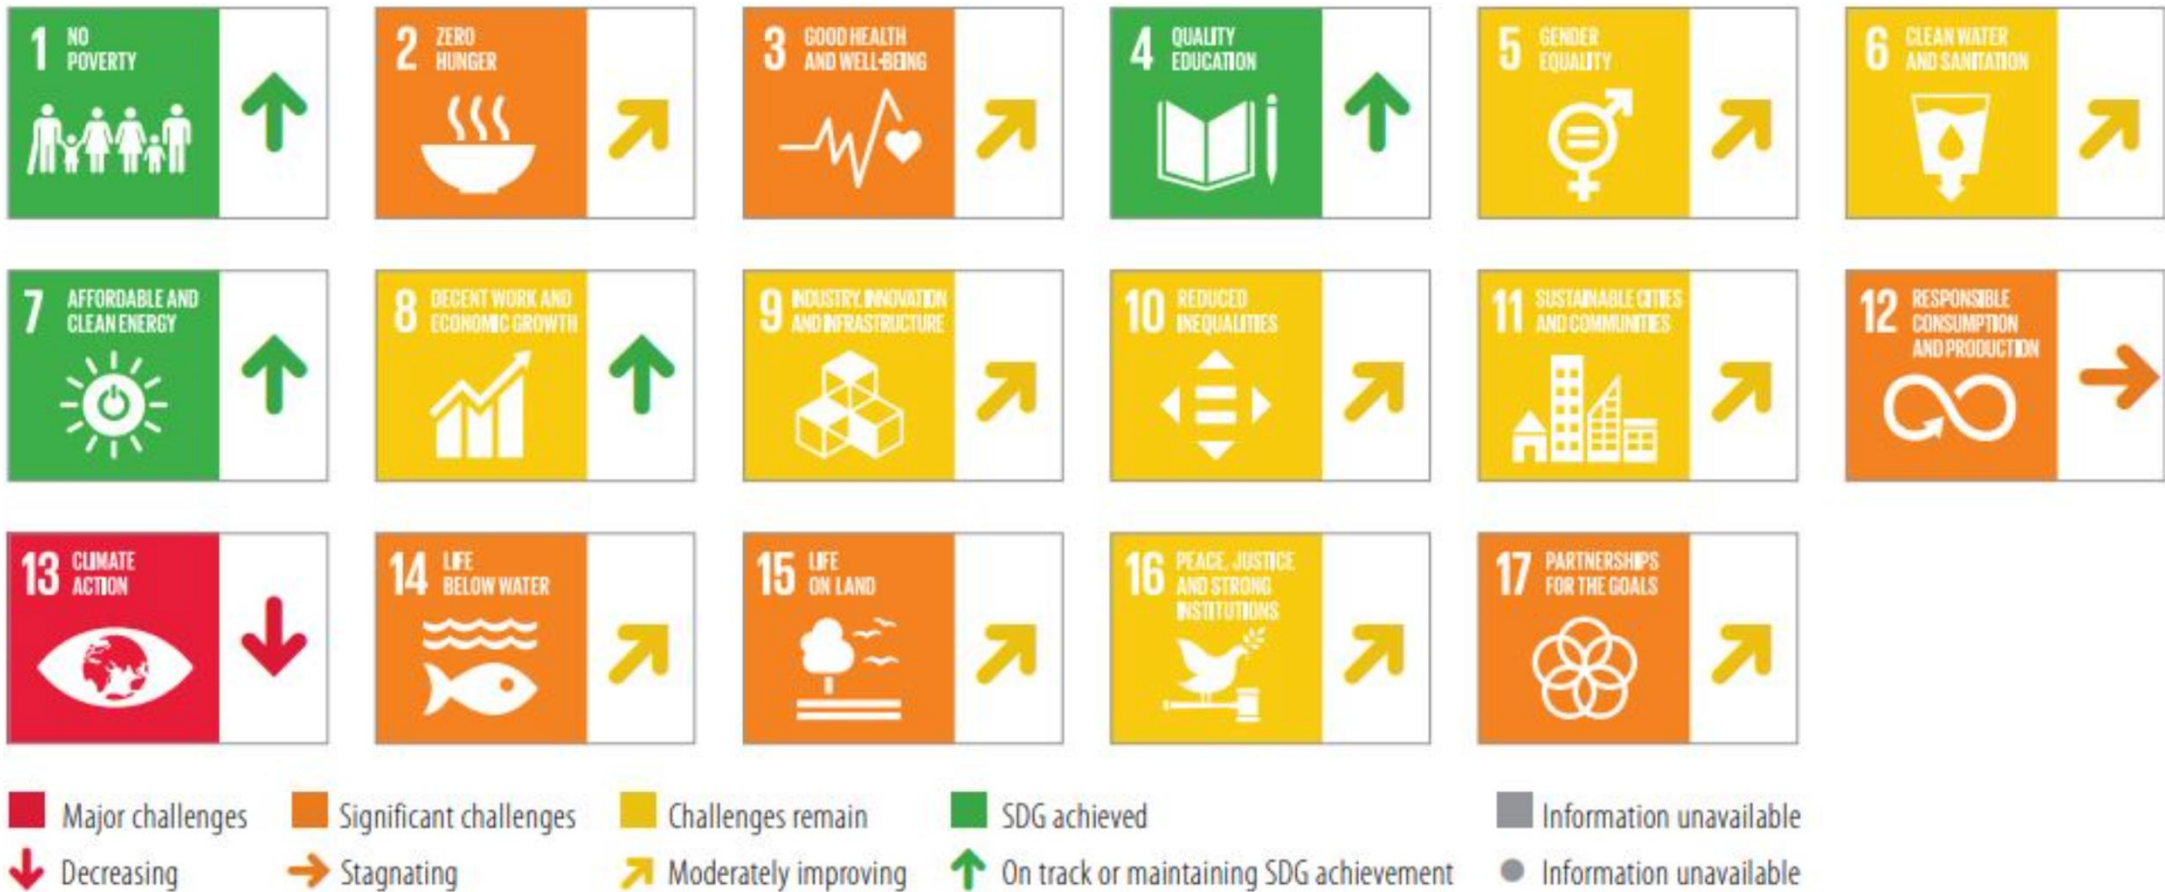 1 NO
POVERTY
2 ZERO
HUNGER
3 GOOD HEALTH
AND WELL-BEING
4 QUALITY
EDUCATION
5 GENDER
EQUALITY
6 CLEAN WATER
AND SANITATION
7 AFFORDABLE AND
CLEAN ENERGY
8 DECENT WORK AND
ECONOMIC GROWTH
9 INDUSTRY, INNOVATION
AND INFRASTRUCTURE
10 REDUCED
INEQUALITIES
11 SUSTAINABLE CITIES
AND COMMUNITIES
12 RESPONSIBLE
CONSUMPTION
AND PRODUCTION
13 CLIMATE
ACTION
14 LIFE
BELOW WATER
15 LIFE
ON LAND
16 PEACE, JUSTICE
AND STRONG
INSTITUTIONS
17 PARTNERSHIPS
FOR THE GOALS
Major challenges
Significant challenges
Challenges remain
SDG achieved
Information unavailable
Decreasing
Stagnating
Moderately improving
On track or maintaining SDG achievement
Information unavailable